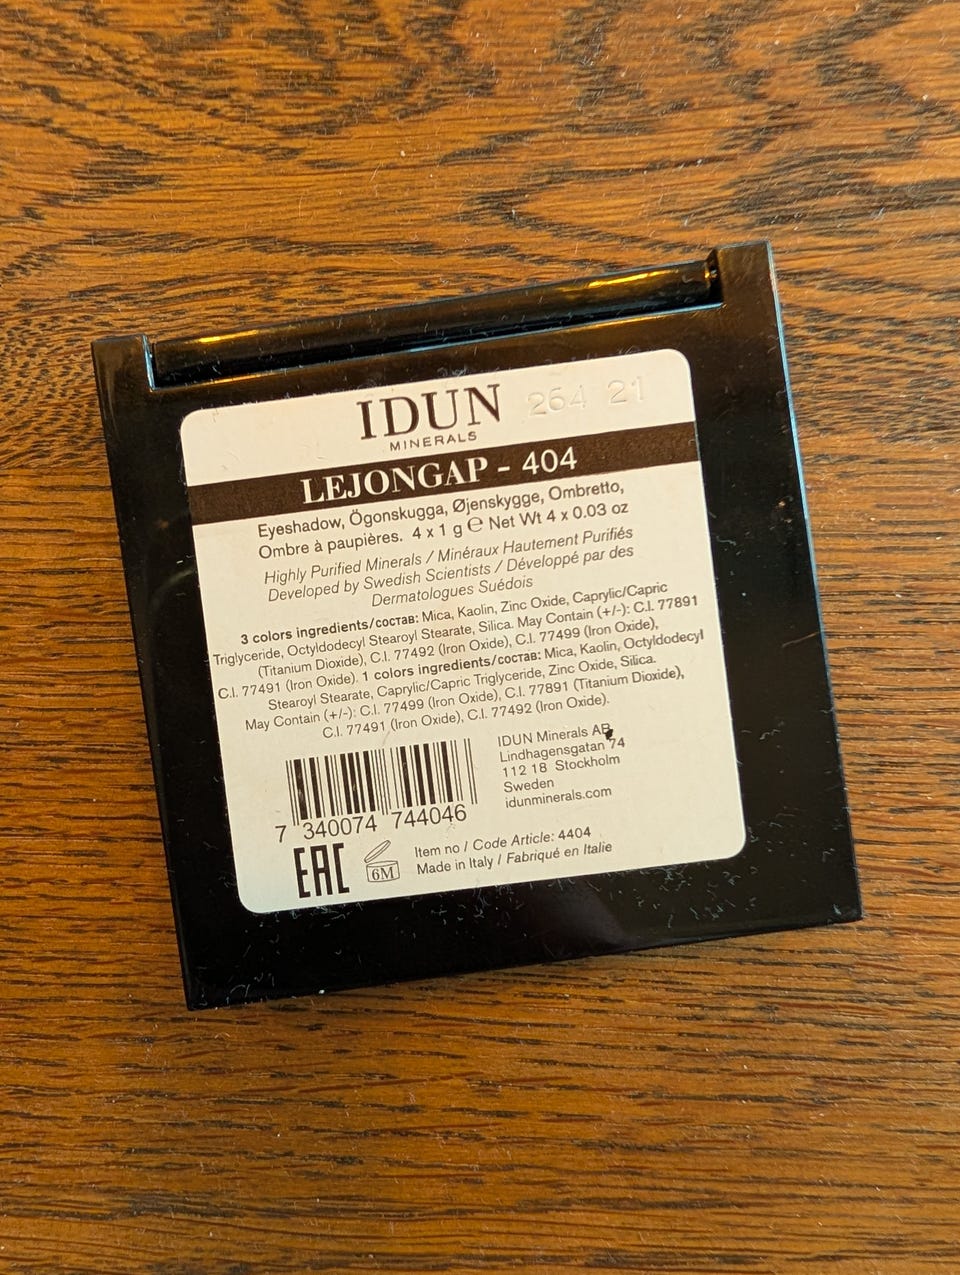 IDUN 264 21
MINERALS
LEJONGAP - 404
Eyeshadow, Ögonskugga, Øjenskygge, Ombretto,
Ombre à paupières. 4 x 1 g ℮ Net Wt 4 x 0.03 oz
Highly Purified Minerals / Minéraux Hautement Purifiés
Developed by Swedish Scientists / Développé par des
Dermatologues Suédois
3 colors ingredients/состав: Mica, Kaolin, Zinc Oxide, Caprylic/Capric
Triglyceride, Octyldodecyl Stearoyl Stearate, Silica. May Contain (+/-): C.I. 77891
(Titanium Dioxide), C.I. 77492 (Iron Oxide), C.I. 77499 (Iron Oxide),
C.I. 77491 (Iron Oxide). 1 colors ingredients/состав: Mica, Kaolin, Octyldodecyl
Stearoyl Stearate, Caprylic/Capric Triglyceride, Zinc Oxide, Silica.
May Contain (+/-): C.I. 77499 (Iron Oxide), C.I. 77891 (Titanium Dioxide),
C.I. 77491 (Iron Oxide), C.I. 77492 (Iron Oxide).
IDUN Minerals AB
Lindhagensgatan 74
112 18 Stockholm
Sweden
idunminerals.com
7 340074 744046
EAC
6M
Item no / Code Article: 4404
Made in Italy / Fabriqué en Italie